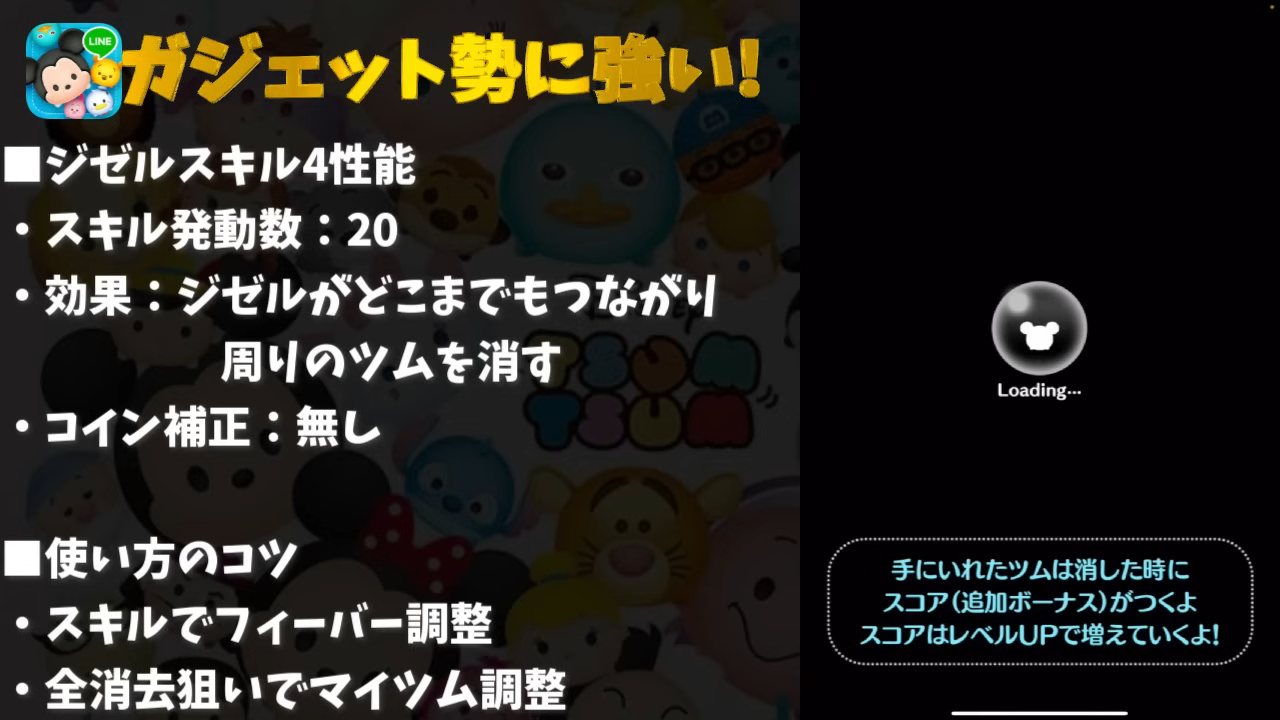 LINE
ガジェット勢に強い!
■ジゼルスキル4性能
・スキル発動数：20
・効果：ジゼルがどこまでもつながり
周りのツムを消す
・コイン補正：無し
TSUM
TSUM
■使い方のコツ
・スキルでフィーバー調整
・全消去狙いでマイツム調整
Loading…
手にいれたツムは消した時に
スコア(追加ボーナス)がつくよ
スコアはレベルUPで増えていくよ!